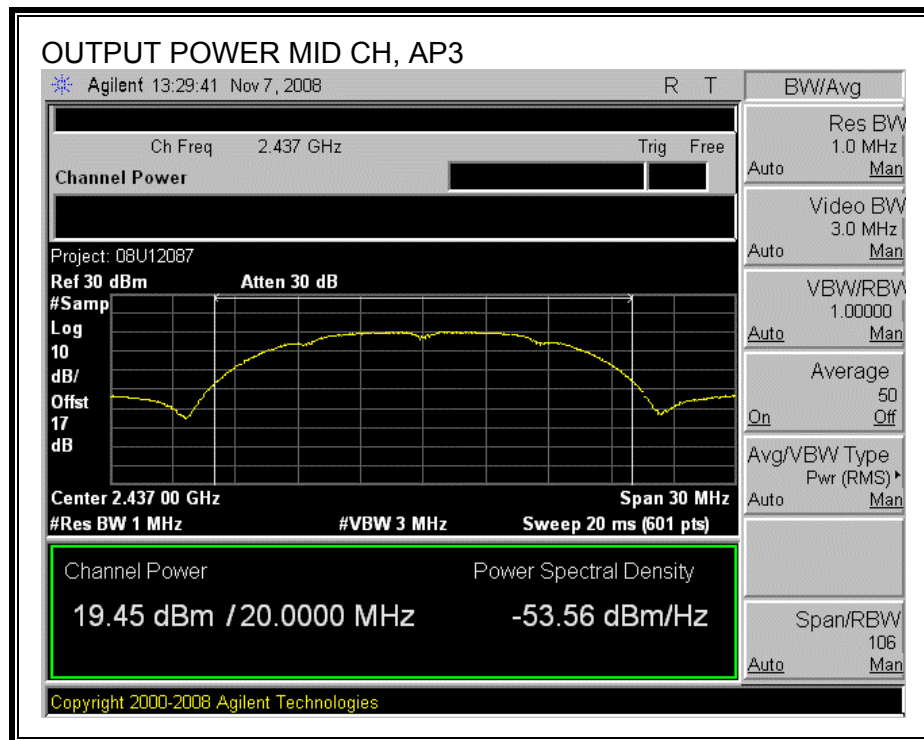 OUTPUT POWER MID CH, AP3
Agilent 13:29:41 Nov 7, 2008 R T
BW/Avg
Ch Freq 2.437 GHz Trig Free
Channel Power
Res BW
1.0 MHz
Auto Man
Video BW
3.0 MHz
Auto Man
VBW/RBW
1.00000
Auto Man
Average
50
On Off
Avg/VBW Type
Pwr (RMS)
Auto Man
Span/RBW
106
Auto Man
Project: 08U12087
Ref 30 dBm Atten 30 dB
#Samp
Log
10
dB/
Offst
17
dB
Center 2.437 00 GHz Span 30 MHz
#Res BW 1 MHz #VBW 3 MHz Sweep 20 ms (601 pts)
Channel Power Power Spectral Density
19.45 dBm / 20.0000 MHz -53.56 dBm/Hz
Copyright 2000-2008 Agilent Technologies